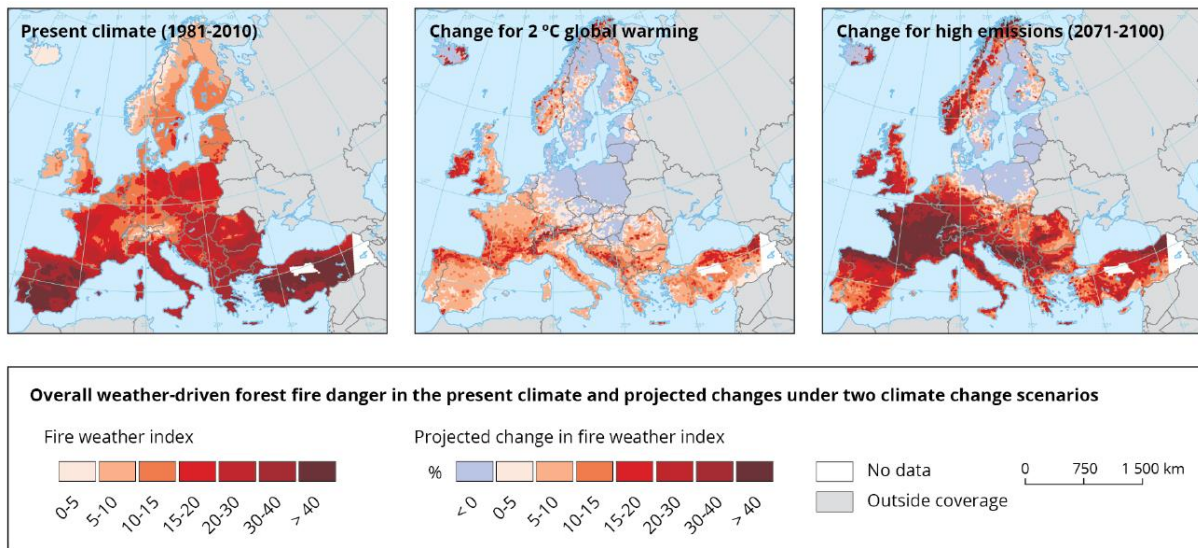 Present climate (1981-2010)
Change for 2 ºC global warming
Change for high emissions (2071-2100)
Overall weather-driven forest fire danger in the present climate and projected changes under two climate change scenarios
Fire weather index
0-5
5-10
10-15
15-20
20-30
30-40
> 40
Projected change in fire weather index
%
< 0
0-5
5-10
10-15
15-20
20-30
30-40
> 40
No data
Outside coverage
0 750 1 500 km